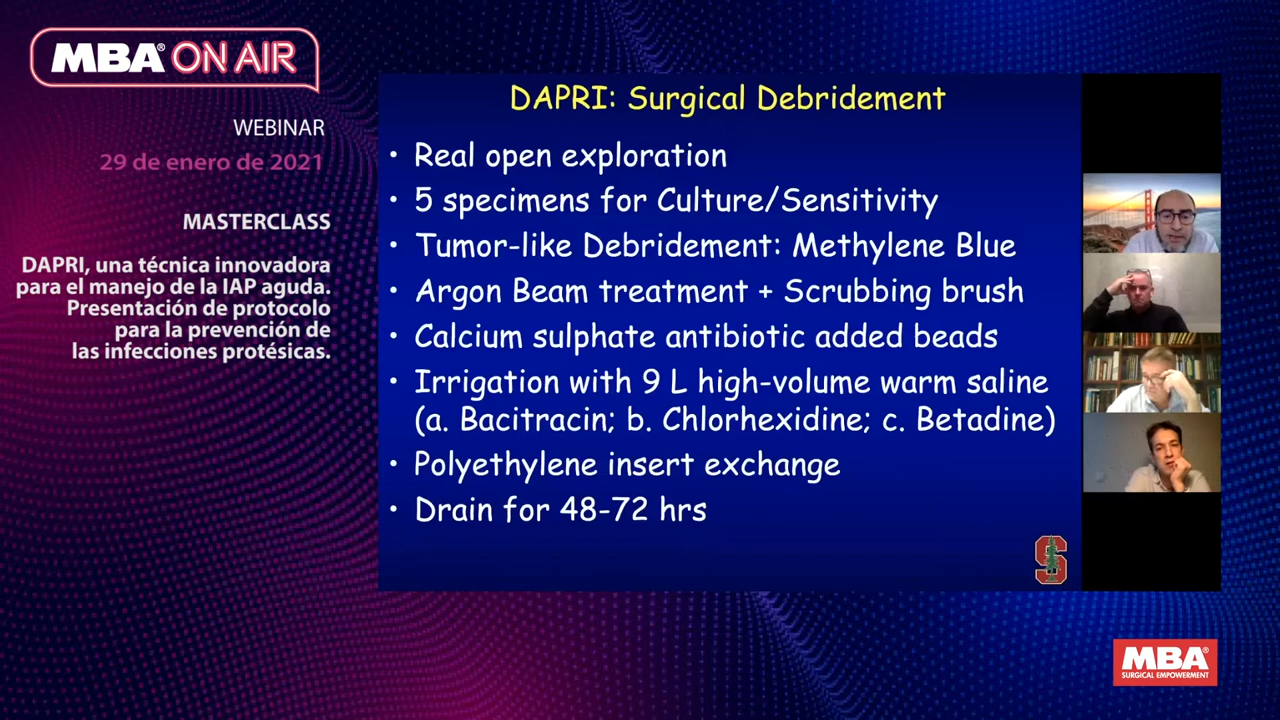 MBA® ON AIR
WEBINAR
29 de enero de 2021
MASTERCLASS
DAPRI, una técnica innovadora
para el manejo de la IAP aguda.
Presentación de protocolo
para la prevención de
las infecciones protésicas.
DAPRI: Surgical Debridement
• Real open exploration
• 5 specimens for Culture/Sensitivity
• Tumor-like Debridement: Methylene Blue
• Argon Beam treatment + Scrubbing brush
• Calcium sulphate antibiotic added beads
• Irrigation with 9 L high-volume warm saline
(a. Bacitracin; b. Chlorhexidine; c. Betadine)
• Polyethylene insert exchange
• Drain for 48-72 hrs
S
MBA®
SURGICAL EMPOWERMENT